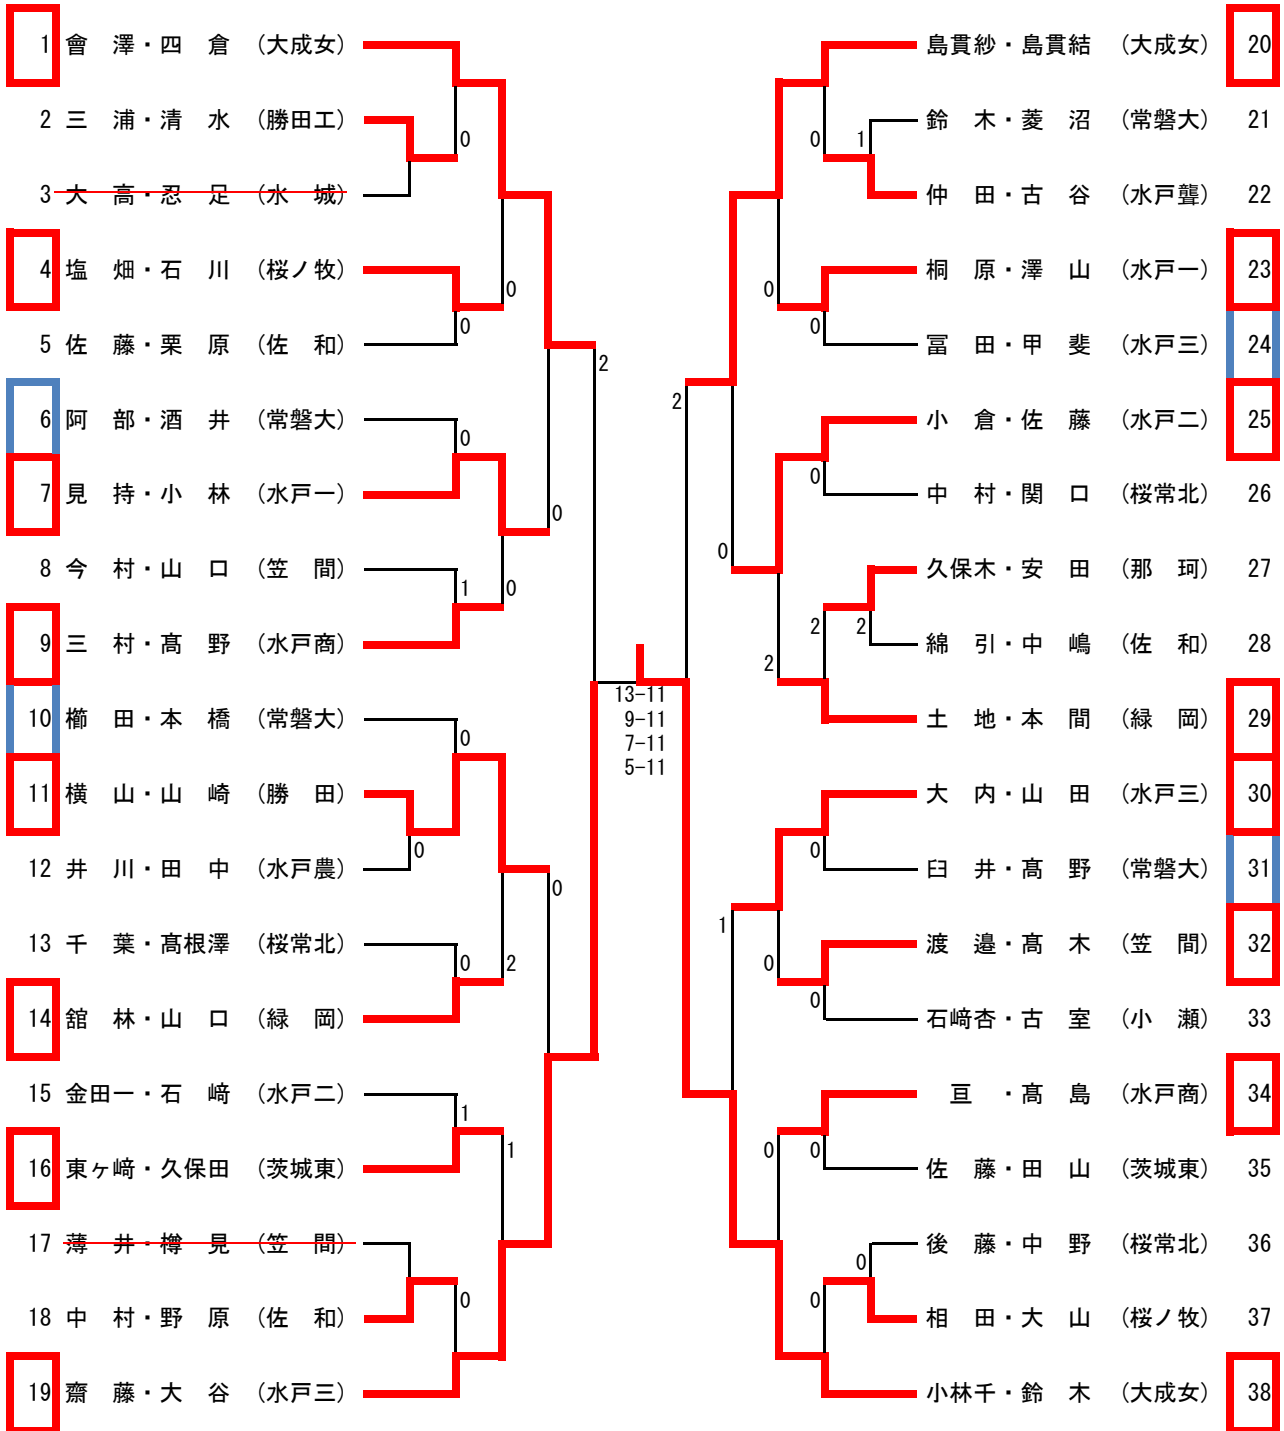 1 會　澤・四　倉　（大成女）
0
2 三　浦・清　水　（勝田工）
3 大　高・忍　足　（水　城）
0
4 塩　畑・石　川　（桜ノ牧）
0
5 佐　藤・栗　原　（佐　和）
2
6 阿　部・酒　井　（常磐大）
0
7 見　持・小　林　（水戸一）
0
8 今　村・山　口　（笠　間）
1
0
9 三　村・髙　野　（水戸商）
10 櫛　田・本　橋　（常磐大）
0
11 横　山・山　崎　（勝　田）
0
12 井　川・田　中　（水戸農）
0
13 千　葉・髙根澤　（桜常北）
0
2
14 舘　林・山　口　（緑　岡）
15 金田一・石　﨑　（水戸二）
1
1
16 東ヶ﨑・久保田　（茨城東）
17 薄　井・樽　見　（笠　間）
0
18 中　村・野　原　（佐　和）
19 齋　藤・大　谷　（水戸三）
13-11
9-11
7-11
5-11
島貫紗・島貫結　（大成女） 20
0
1
鈴　木・菱　沼　（常磐大） 21
仲　田・古　谷　（水戸聾） 22
0
桐　原・澤　山　（水戸一） 23
0
冨　田・甲　斐　（水戸三） 24
2
小　倉・佐　藤　（水戸二） 25
0
中　村・関　口　（桜常北） 26
0
久保木・安　田　（那　珂） 27
2
2
綿　引・中　嶋　（佐　和） 28
2
土　地・本　間　（緑　岡） 29
大　内・山　田　（水戸三） 30
0
臼　井・髙　野　（常磐大） 31
1
渡　邉・髙　木　（笠　間） 32
0
0
石﨑杏・古　室　（小　瀬） 33
亘　・髙　島　（水戸商） 34
0
0
佐　藤・田　山　（茨城東） 35
後　藤・中　野　（桜常北） 36
0
0
相　田・大　山　（桜ノ牧） 37
小林千・鈴　木　（大成女） 38